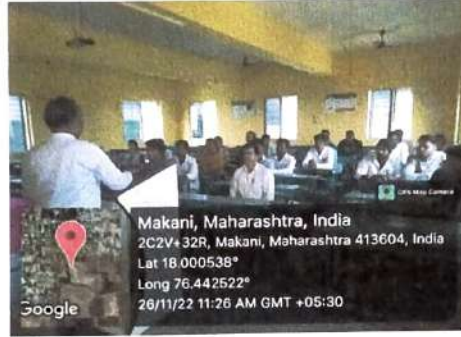 GPS Map Camera
Makani, Maharashtra, India
2C2V+32R, Makani, Maharashtra 413604, India
Lat 18.000538°
Long 76.442522°
26/11/22 11:26 AM GMT +05:30
Google